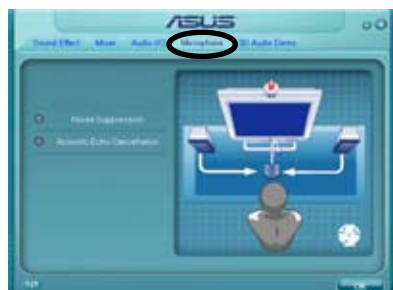 ASUS
Sound Effect Mixer Audio I/O Microphone 3D Audio Demo
Noise Suppression
Acoustic Echo Cancellation
OK